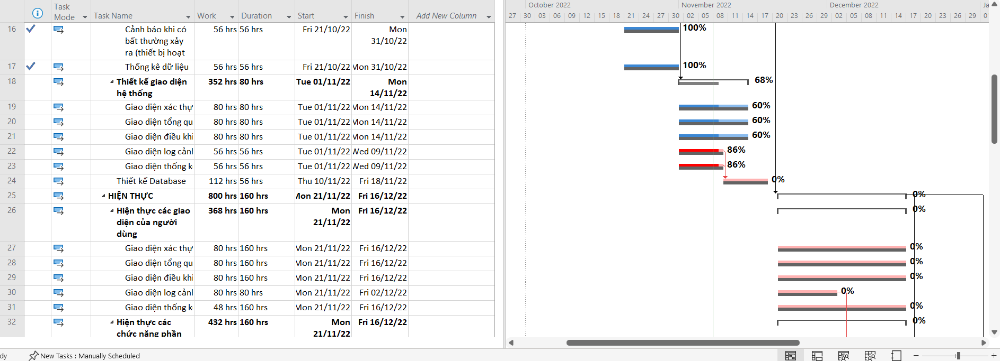 Task Mode
Task Name
Work
Duration
Start
Finish
Add New Column
October 2022
November 2022
December 2022
Ja
27 30 03 06 09 12 15 18 21 24 27 30 02 05 08 11 14 17 20 23 26 29 02 05 08 11 14 17 20 23 26 29 01
16 Cảnh báo khi có 56 hrs 56 hrs Fri 21/10/22 Mon 100%
bất thường xảy 31/10/22
ra (thiết bị hoạt
17 Thống kê dữ liệu 56 hrs 56 hrs Fri 21/10/22 Mon 31/10/22 100%
18 Thiết kế giao diện 352 hrs 80 hrs Tue 01/11/22 Mon 68%
hệ thống 14/11/22
19 Giao diện xác thự 80 hrs 80 hrs Tue 01/11/22 Mon 14/11/22 60%
20 Giao diện tổng qu 80 hrs 80 hrs Tue 01/11/22 Mon 14/11/22 60%
21 Giao diện điều khi 80 hrs 80 hrs Tue 01/11/22 Mon 14/11/22 60%
22 Giao diện log cảnl 56 hrs 56 hrs Tue 01/11/22 Wed 09/11/22 86%
23 Giao diện thống k 56 hrs 56 hrs Tue 01/11/22 Wed 09/11/22 86%
24 Thiết kế Database 112 hrs 56 hrs Thu 10/11/22 Fri 18/11/22 0%
25 HIỆN THỰC 800 hrs 160 hrs Mon 21/11/22 Fri 16/12/22 0%
26 Hiện thực các giao 368 hrs 160 hrs Mon Fri 16/12/22 0%
diện của người 21/11/22
dùng
27 Giao diện xác thự 80 hrs 160 hrs Mon 21/11/22 Fri 16/12/22 0%
28 Giao diện tổng qu 80 hrs 160 hrs Mon 21/11/22 Fri 16/12/22 0%
29 Giao diện điều khi 80 hrs 160 hrs Mon 21/11/22 Fri 16/12/22 0%
30 Giao diện log cảnl 80 hrs 80 hrs Mon 21/11/22 Fri 02/12/22 0%
31 Giao diện thống k 48 hrs 160 hrs Mon 21/11/22 Fri 16/12/22 0%
32 Hiện thực các 432 hrs 160 hrs Mon Fri 16/12/22 0%
chức năng phần 21/11/22
dy
New Tasks : Manually Scheduled